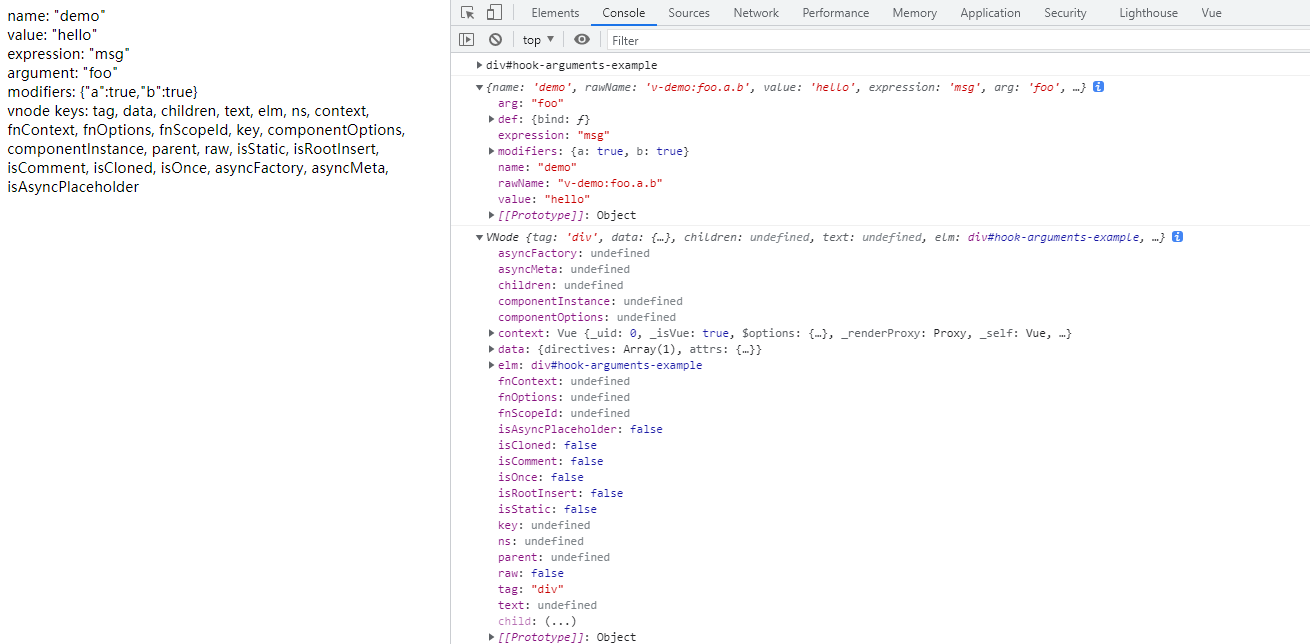 name: "demo"
value: "hello"
expression: "msg"
argument: "foo"
modifiers: {"a":true,"b":true}
vnode keys: tag, data, children, text, elm, ns, context,
fnContext, fnOptions, fnScopeId, key, componentOptions,
componentInstance, parent, raw, isStatic, isRootInsert,
isComment, isCloned, isOnce, asyncFactory, asyncMeta,
isAsyncPlaceholder
Elements Console Sources Network Performance Memory Application Security Lighthouse Vue
top Filter
div#hook-arguments-example
{name: 'demo', rawName: 'v-demo:foo.a.b', value: 'hello', expression: 'msg', arg: 'foo', …}
arg: "foo"
def: {bind: ƒ}
expression: "msg"
modifiers: {a: true, b: true}
name: "demo"
rawName: "v-demo:foo.a.b"
value: "hello"
[[Prototype]]: Object
VNode {tag: 'div', data: {…}, children: undefined, text: undefined, elm: div#hook-arguments-example, …}
asyncFactory: undefined
asyncMeta: undefined
children: undefined
componentInstance: undefined
componentOptions: undefined
context: Vue {_uid: 0, _isVue: true, $options: {…}, _renderProxy: Proxy, _self: Vue, …}
data: {directives: Array(1), attrs: {…}}
elm: div#hook-arguments-example
fnContext: undefined
fnOptions: undefined
fnScopeId: undefined
isAsyncPlaceholder: false
isCloned: false
isComment: false
isOnce: false
isRootInsert: false
isStatic: false
key: undefined
ns: undefined
parent: undefined
raw: false
tag: "div"
text: undefined
child: (...)
[[Prototype]]: Object